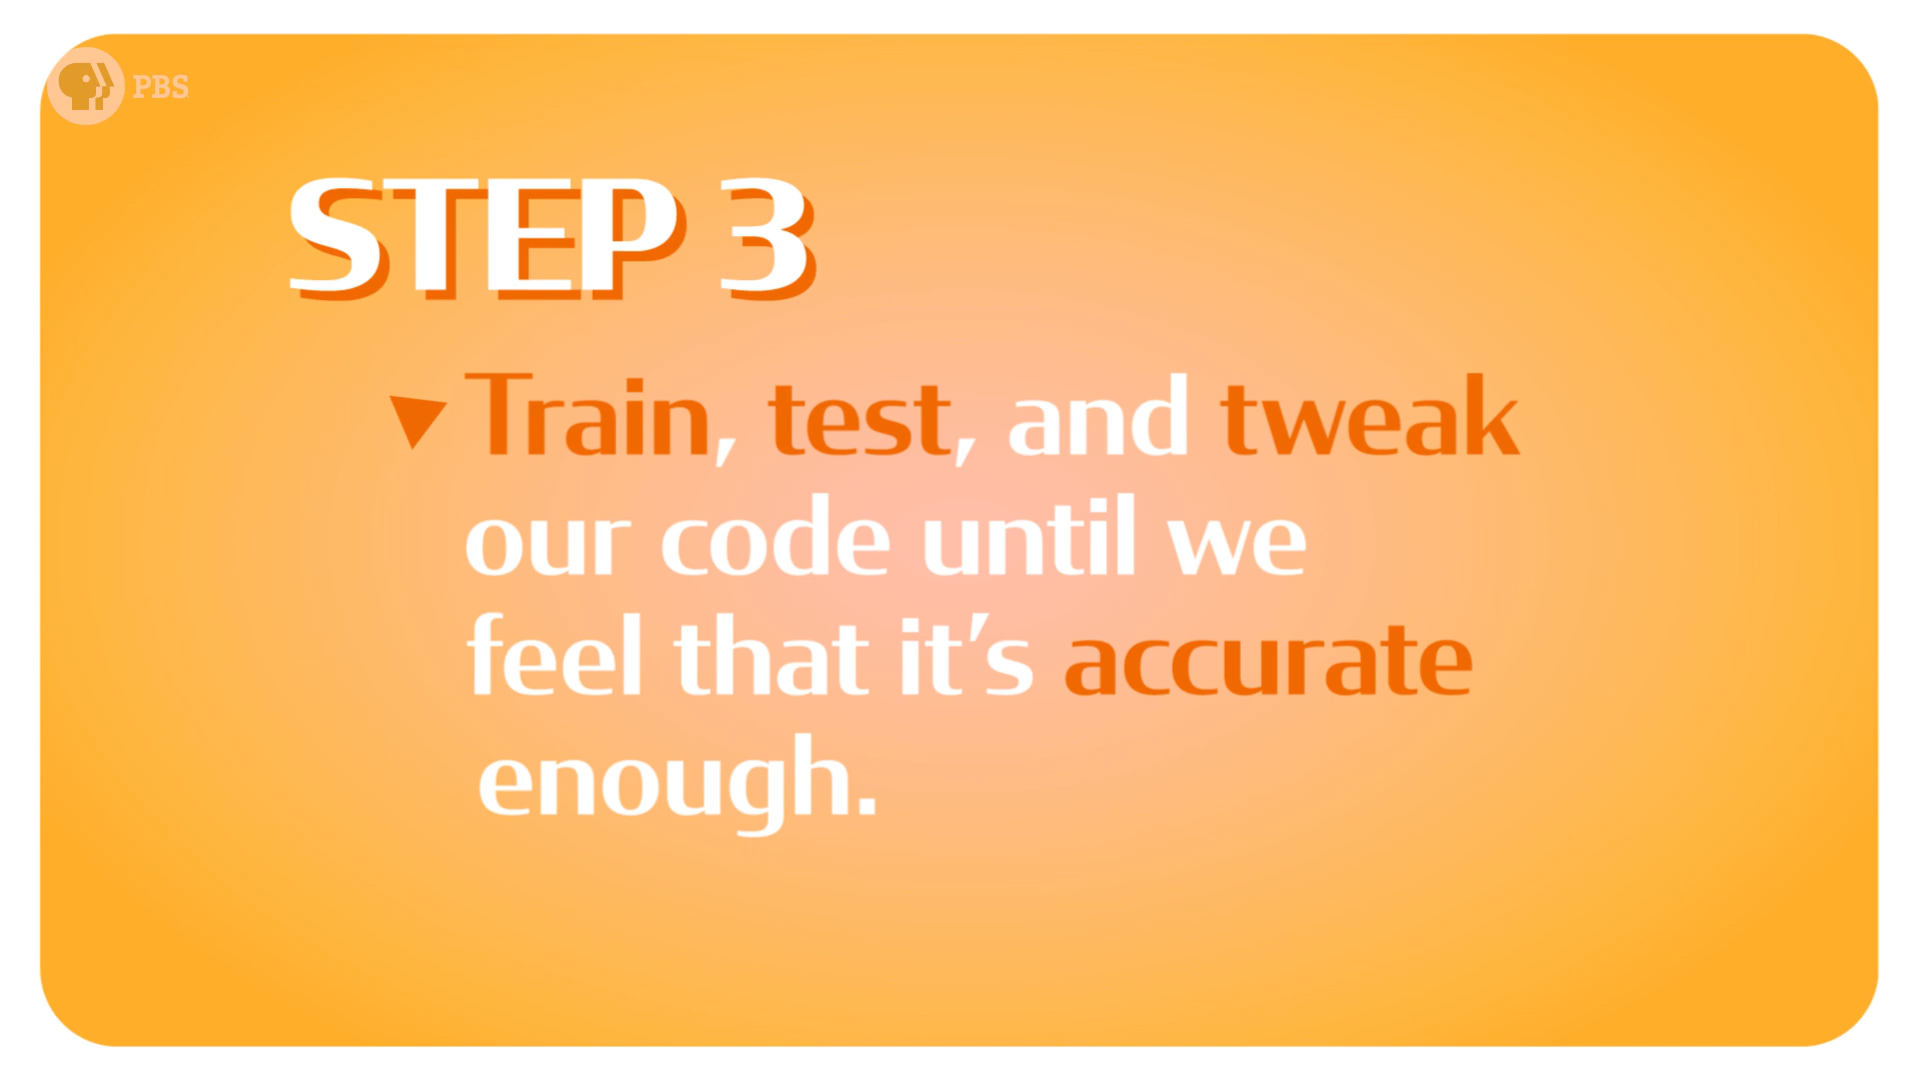 PBS
STEP 3
Train, test, and tweak
our code until we
feel that it's accurate
enough.